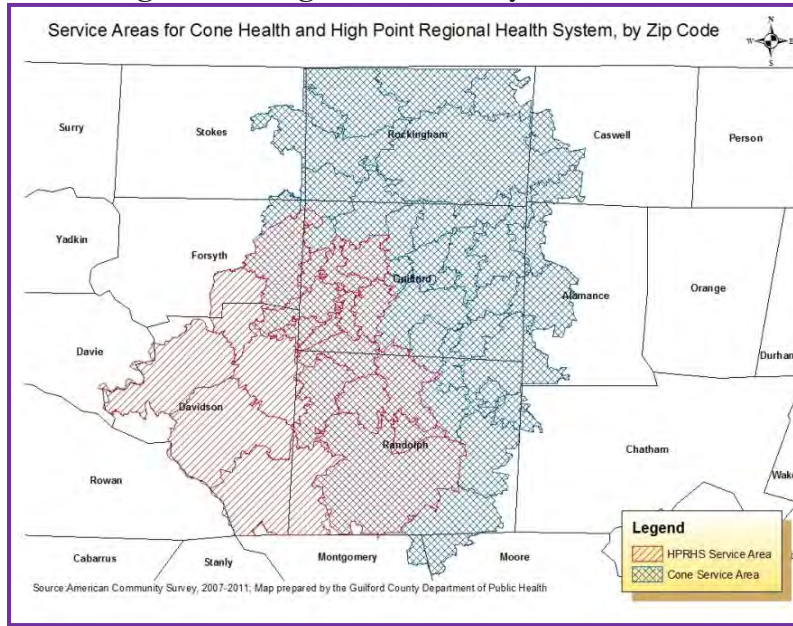 Service Areas for Cone Health and High Point Regional Health System, by Zip Code
N
W E
S
Surry
Stokes
Rockingham
Caswell
Person
Yadkin
Forsyth
Guilford
Alamance
Orange
Durham
Davie
Davidson
Randolph
Chatham
Rowan
Cabarrus
Stanly
Montgomery
Moore
Legend
HPRHS Service Area
Cone Service Area
Source:American Community Survey, 2007-2011; Map prepared by the Guilford County Department of Public Health